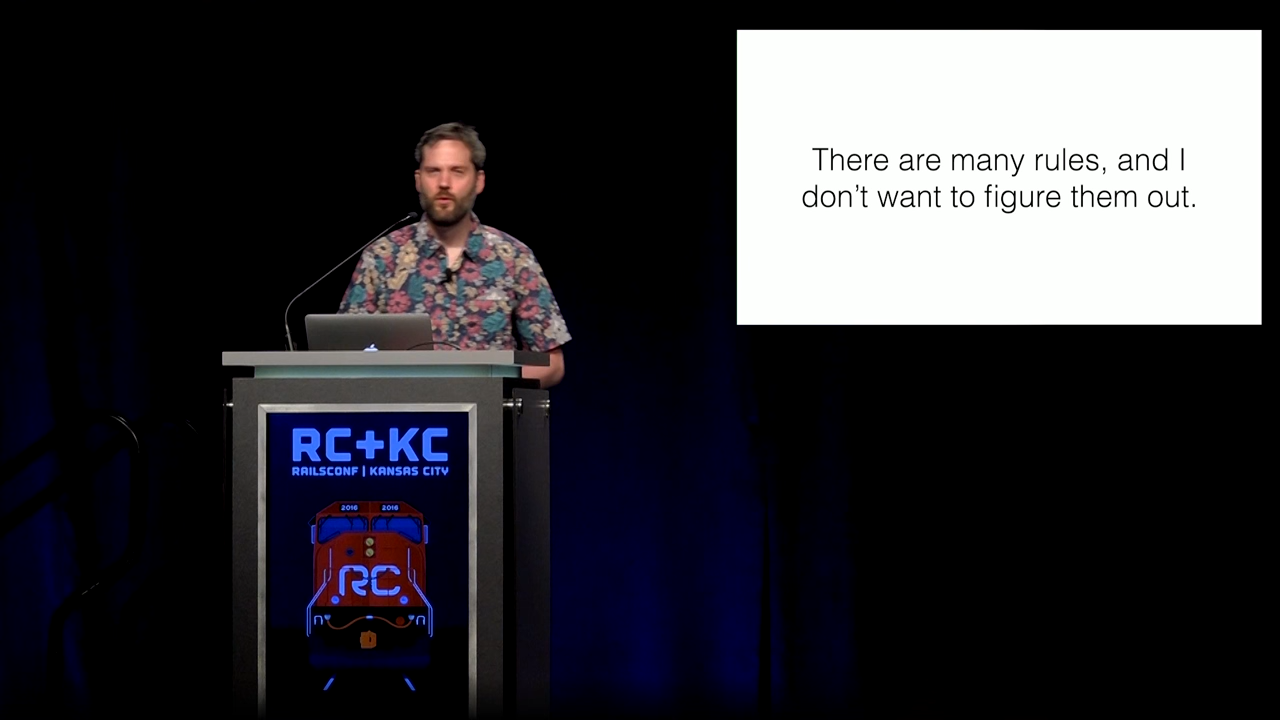 There are many rules, and I
don't want to figure them out.
RC+KC
RAILSCONF | KANSAS CITY
2016 2016
RC